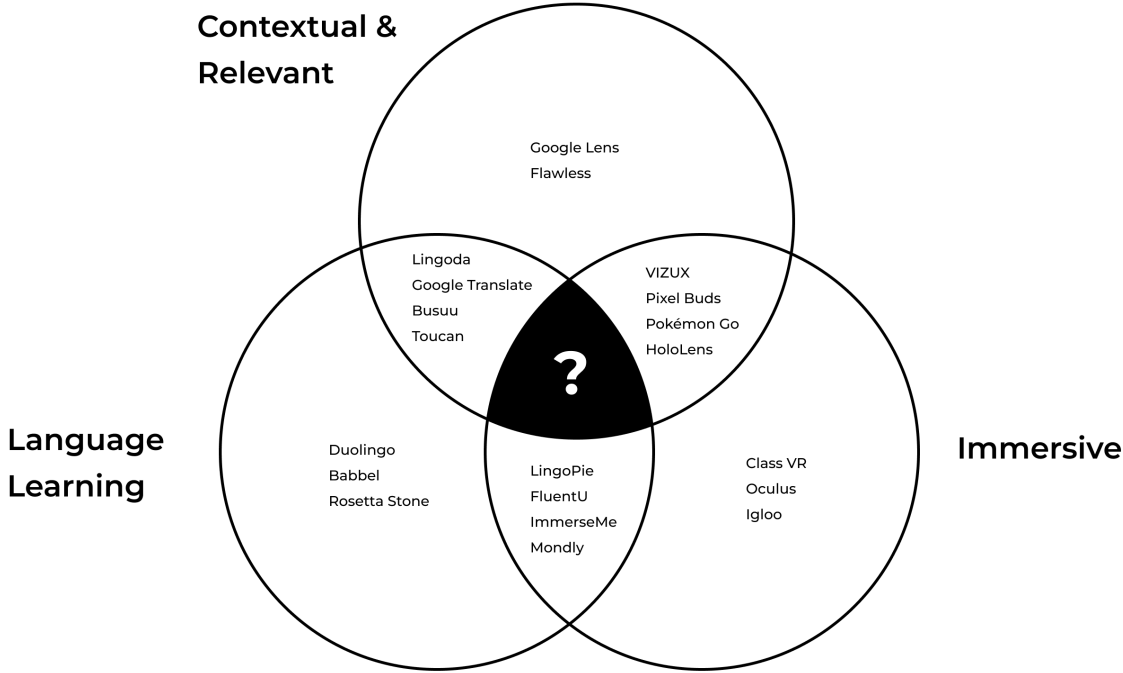 Contextual &
Relevant
Google Lens
Flawless
Lingoda
Google Translate
Busuu
Toucan
VIZUX
Pixel Buds
Pokémon Go
HoloLens
?
Language
Learning
Duolingo
Babbel
Rosetta Stone
LingoPie
FluentU
ImmerseMe
Mondly
Class VR
Oculus
Igloo
Immersive